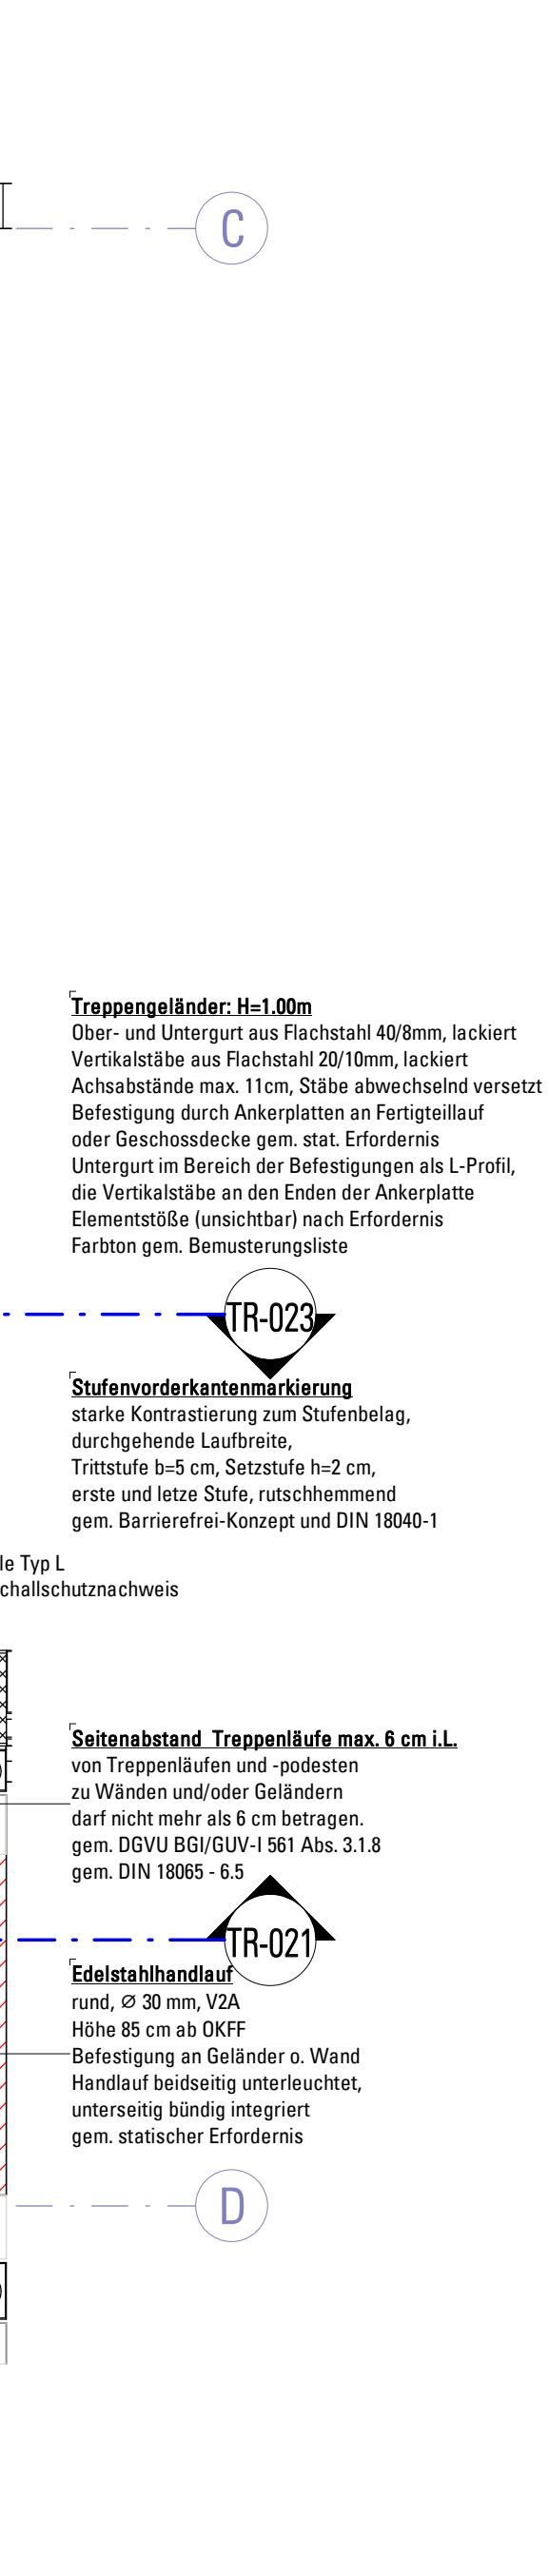 C
Treppengeländer: H=1.00m
Ober- und Untergurt aus Flachstahl 40/8mm, lackiert
Vertikalstäbe aus Flachstahl 20/10mm, lackiert
Achsabstände max. 11cm, Stäbe abwechselnd versetzt
Befestigung durch Ankerplatten an Fertigteillauf
oder Geschossdecke gem. stat. Erfordernis
Untergurt im Bereich der Befestigungen als L-Profil,
die Vertikalstäbe an den Enden der Ankerplatte
Elementstöße (unsichtbar) nach Erfordernis
Farbton gem. Bemusterungsliste
TR-023
Stufenvorderkantenmarkierung
starke Kontrastierung zum Stufenbelag,
durchgehende Laufbreite,
Trittstufe b=5 cm, Setzstufe h=2 cm,
erste und letze Stufe, rutschhemmend
gem. Barrierefrei-Konzept und DIN 18040-1
le Typ L
challschutznachweis
Seitenabstand Treppenläufe max. 6 cm i.L.
von Treppenläufen und -podesten
zu Wänden und/oder Geländern
darf nicht mehr als 6 cm betragen.
gem. DGVU BGI/GUV-I 561 Abs. 3.1.8
gem. DIN 18065 - 6.5
TR-021
Edelstahlhandlauf
rund, ∅ 30 mm, V2A
Höhe 85 cm ab OKFF
Befestigung an Geländer o. Wand
Handlauf beidseitig unterleuchtet,
unterseitig bündig integriert
gem. statischer Erfordernis
D